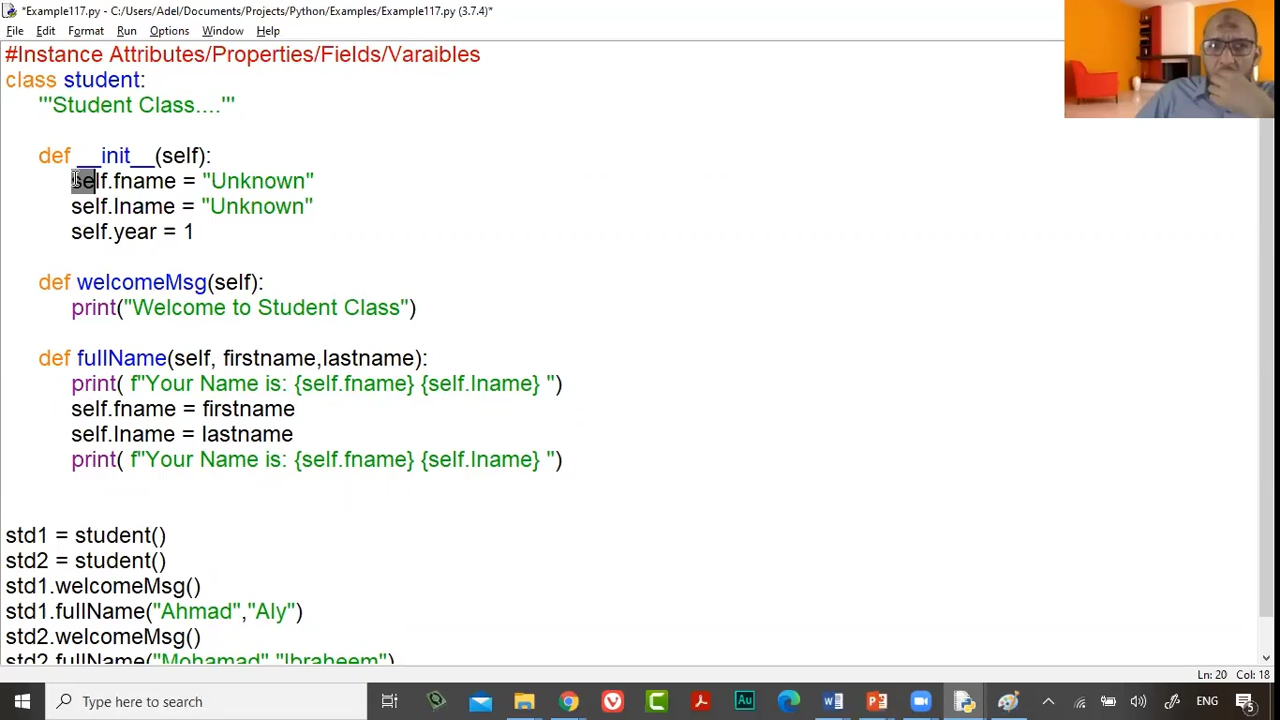 *Example117.py - C:/Users/Adel/Documents/Projects/Python/Examples/Example117.py (3.7.4)*
File Edit Format Run Options Window Help
#Instance Attributes/Properties/Fields/Varaibles
class student:
'''Student Class....'''
def __init__(self):
self.fname = "Unknown"
self.lname = "Unknown"
self.year = 1
def welcomeMsg(self):
print("Welcome to Student Class")
def fullName(self, firstname,lastname):
print( f"Your Name is: {self.fname} {self.lname} ")
self.fname = firstname
self.lname = lastname
print( f"Your Name is: {self.fname} {self.lname} ")
std1 = student()
std2 = student()
std1.welcomeMsg()
std1.fullName("Ahmad","Aly")
std2.welcomeMsg()
std2.fullName("Mohamad","Ibraheem")
Ln: 20 Col: 18
Type here to search
ENG
5